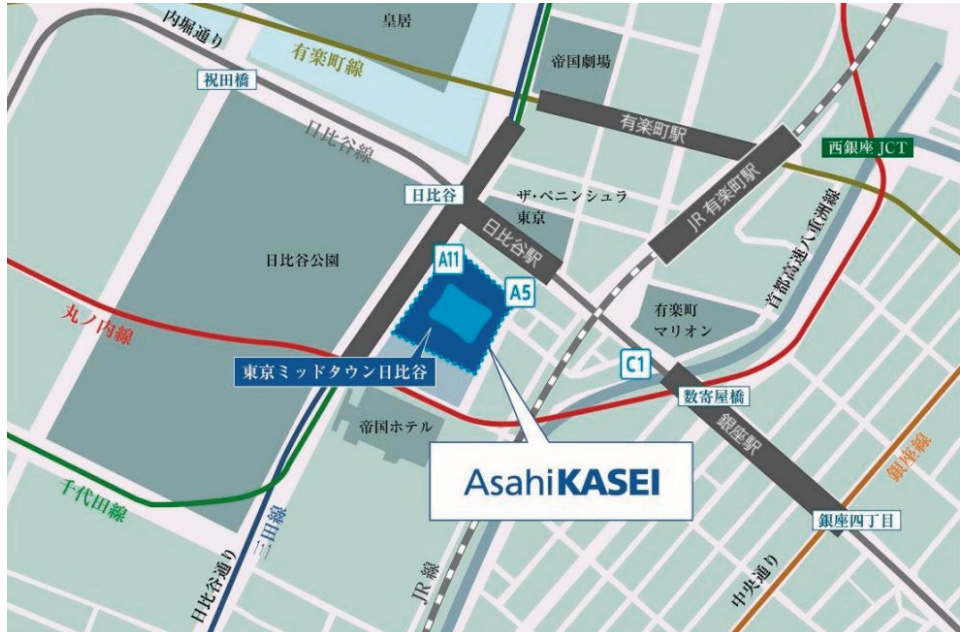 皇居
内堀通り
有楽町線
帝国劇場
祝田橋
日比谷線
有楽町駅
西銀座 JCT
日比谷
ザ・ペニンシュラ
東京
JR 有楽町駅
日比谷駅
A11
日比谷公園
A5
首都高速八重洲線
丸ノ内線
有楽町
マリオン
東京ミッドタウン日比谷
C1
数寄屋橋
帝国ホテル
銀座駅
銀座線
AsahiKASEI
千代田線
三田線
銀座四丁目
日比谷通り
JR 線
中央通り